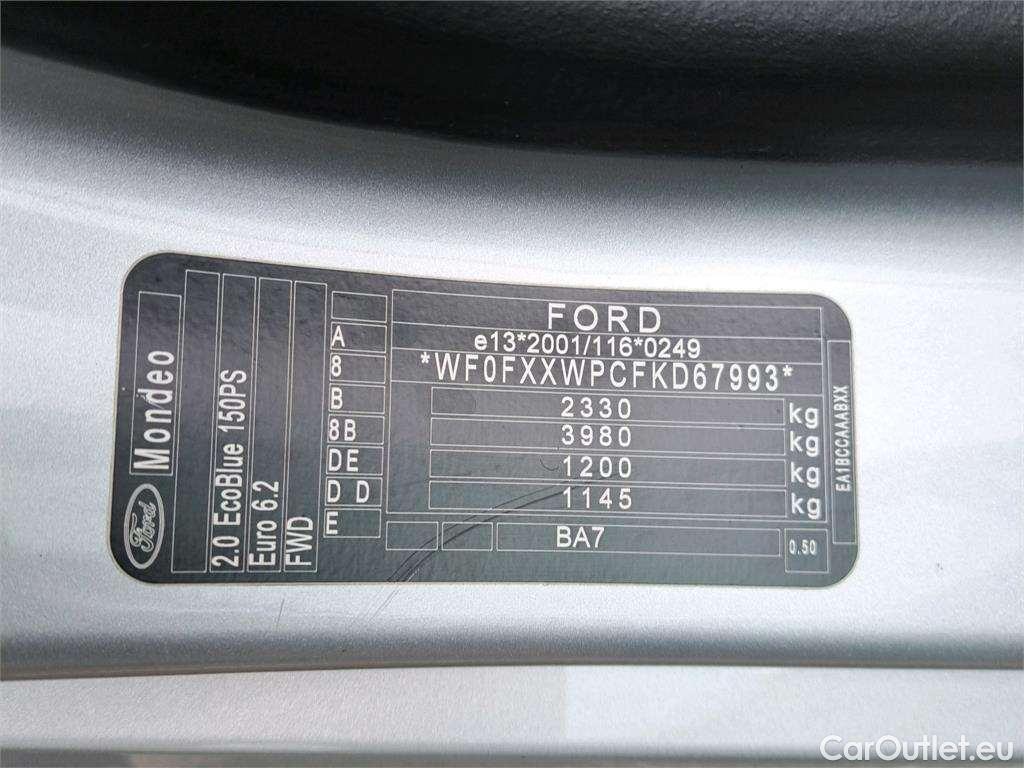 FORD
e13*2001/116*0249
*WF0FXXWPCFKD67993*
2330 kg
3980 kg
1200 kg
1145 kg
BA7
0.50
A
8
B
8B
DE
D D
E
Ford Mondeo
2.0 EcoBlue 150PS
Euro 6.2
FWD
EA1BCCAAABXX
CarOutlet.eu